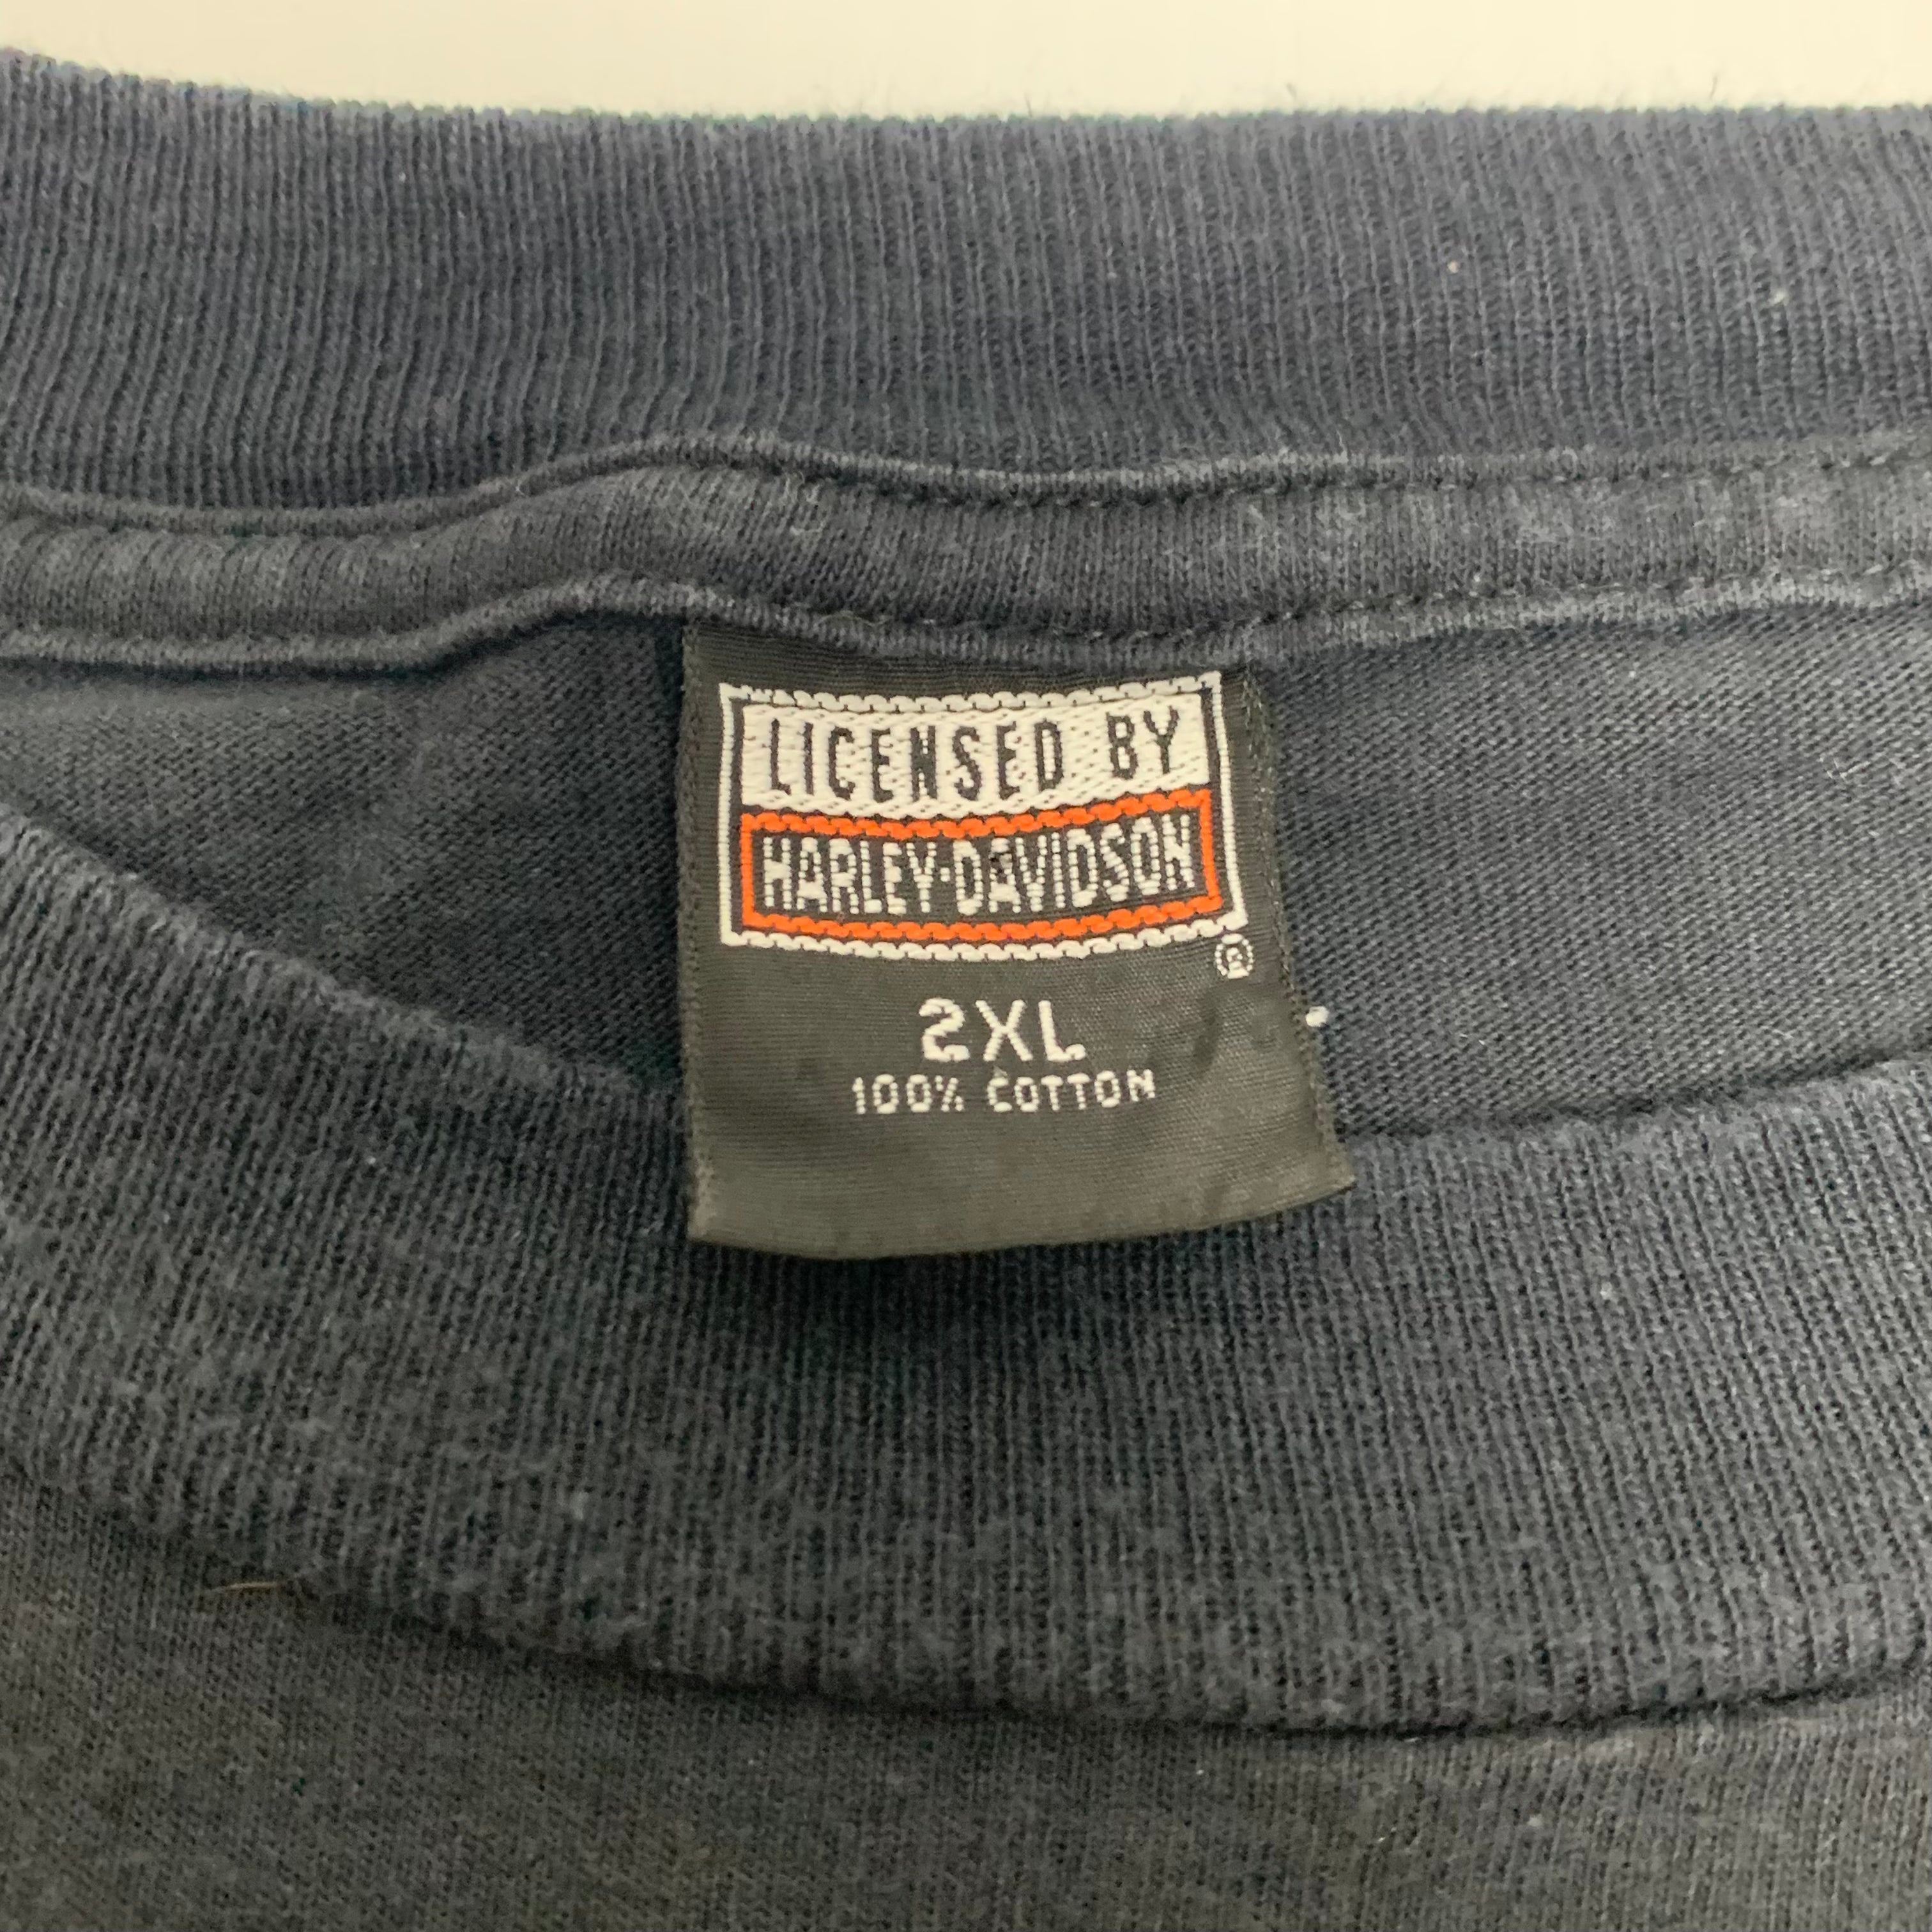 LICENSED BY
HARLEY-DAVIDSON
®
2XL
100% COTTON